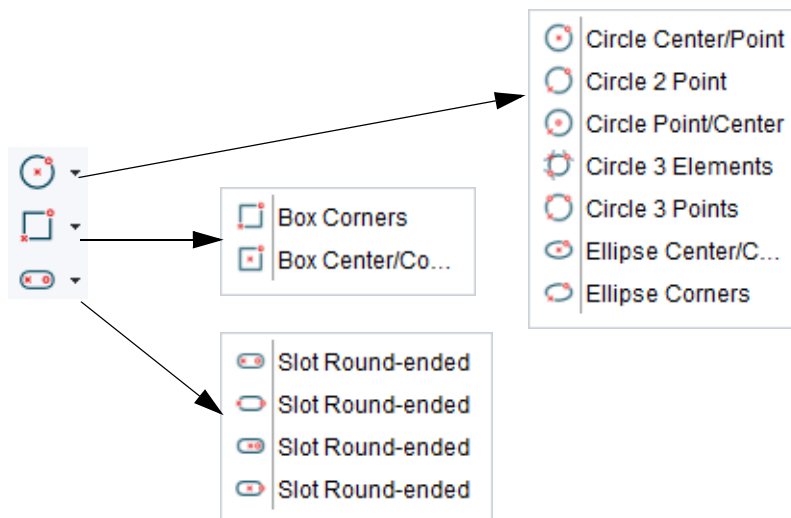 Circle Center/Point
Circle 2 Point
Circle Point/Center
Circle 3 Elements
Circle 3 Points
Ellipse Center/C...
Ellipse Corners
Box Corners
Box Center/Co...
Slot Round-ended
Slot Round-ended
Slot Round-ended
Slot Round-ended